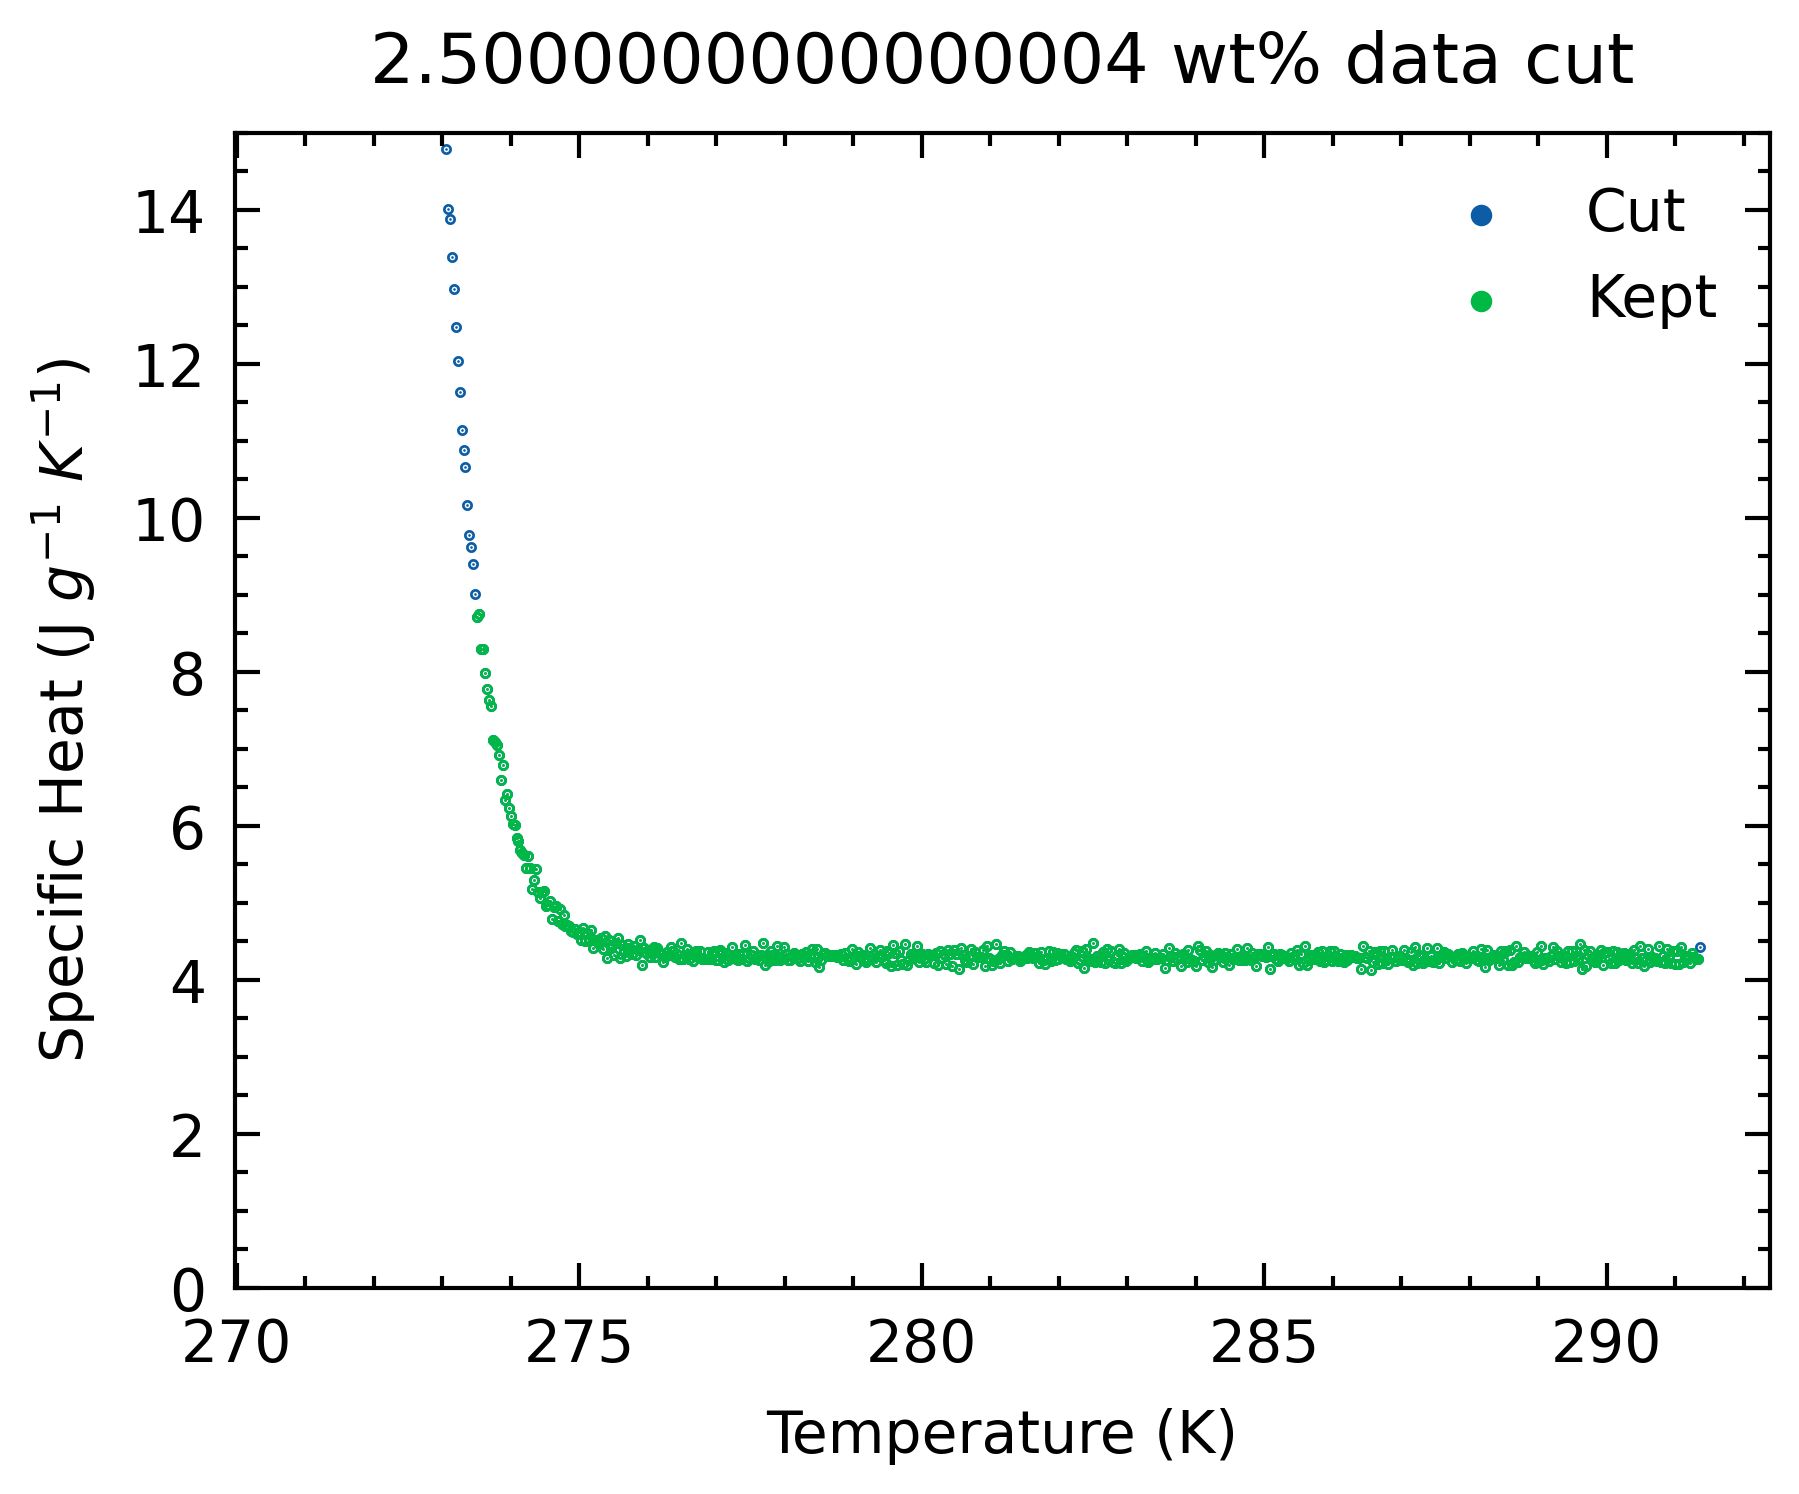 2.5000000000000004 wt% data cut
Cut
Kept
14
12
10
8
6
4
2
0
270 275 280 285 290
Specific Heat (J g⁻¹ K⁻¹)
Temperature (K)